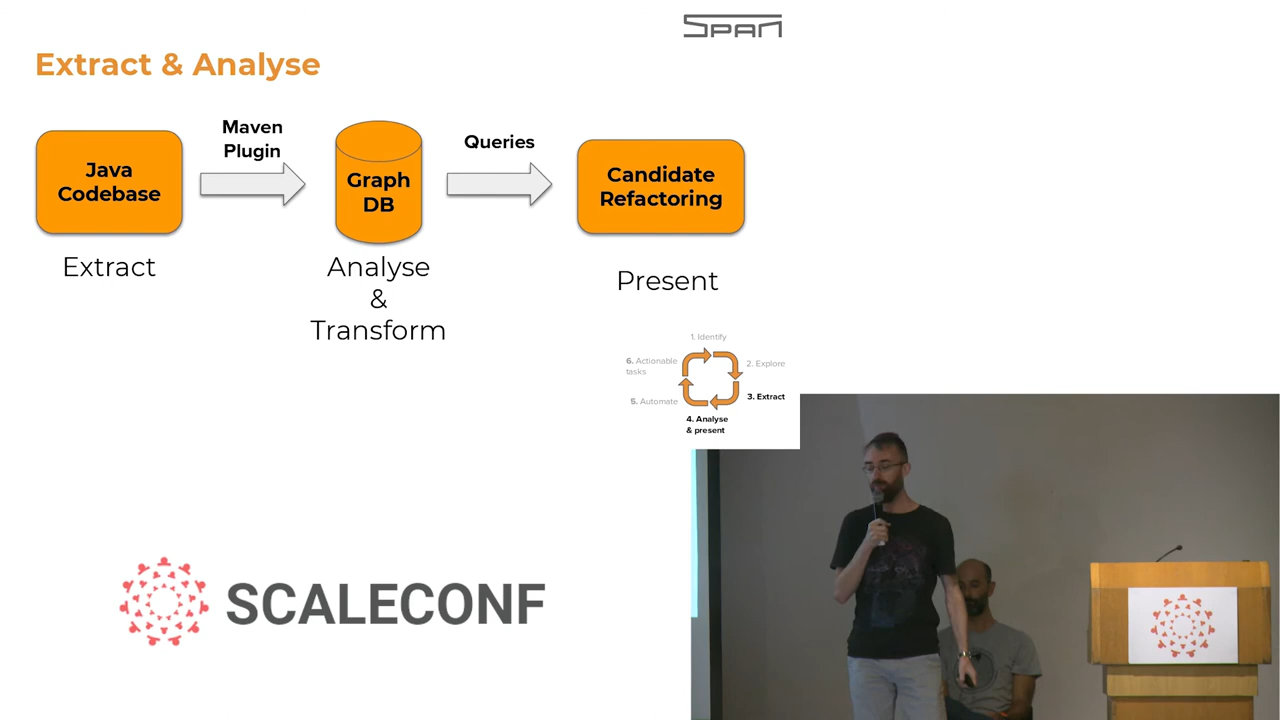 SPAN
Extract & Analyse
Java
Codebase
Maven
Plugin
Graph
DB
Queries
Candidate
Refactoring
Extract
Analyse
&
Transform
Present
1. Identify
2. Explore
3. Extract
4. Analyse
& present
5. Automate
6. Actionable
tasks
SCALECONF